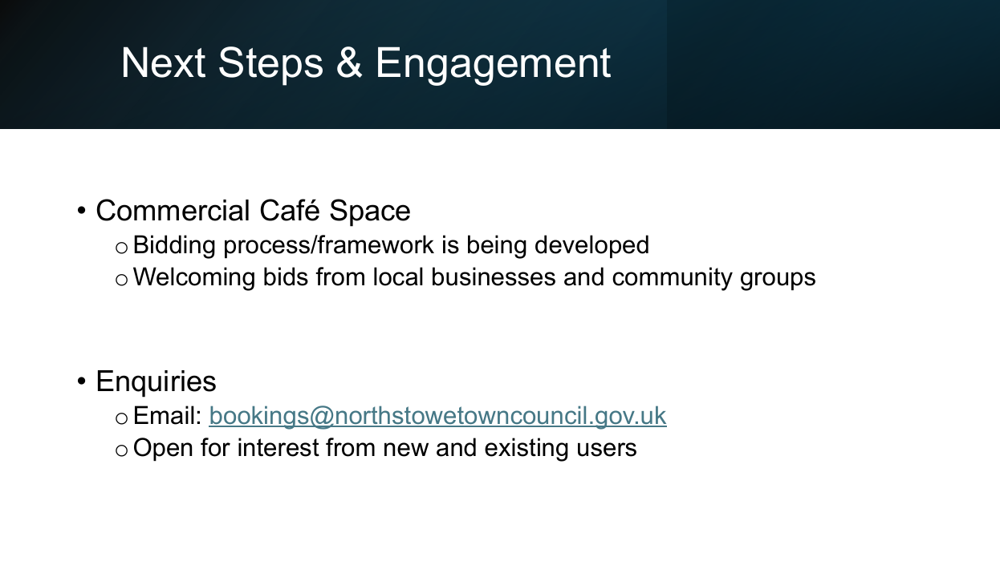 Next Steps & Engagement
• Commercial Café Space
o Bidding process/framework is being developed
o Welcoming bids from local businesses and community groups
• Enquiries
o Email: bookings@northstowetowncouncil.gov.uk
o Open for interest from new and existing users